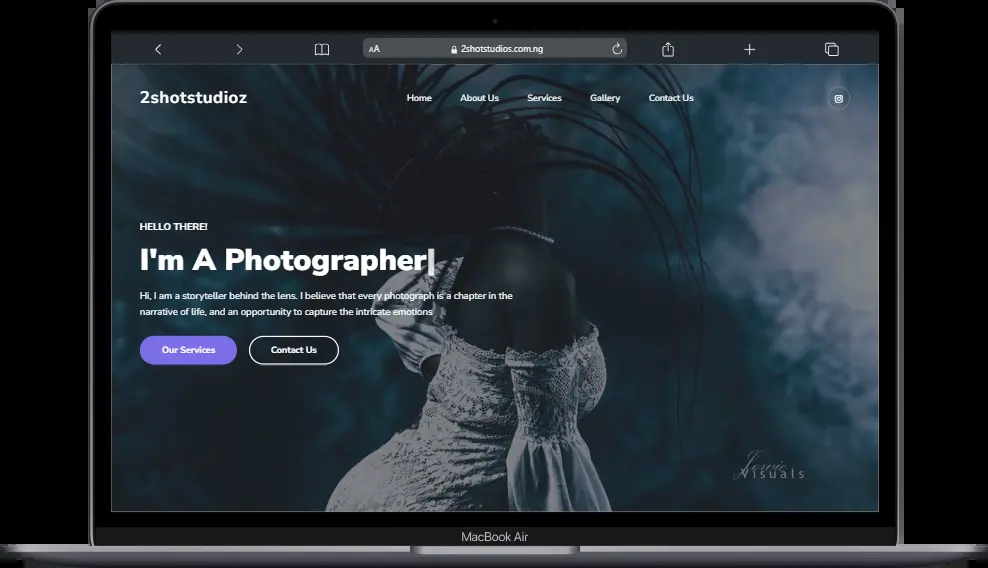 AA
2shotstudios.com.ng
2shotstudioz
Home About Us Services Gallery Contact Us
HELLO THERE!
I'm A Photographer
Hi, I am a storyteller behind the lens. I believe that every photograph is a chapter in the
narrative of life, and an opportunity to capture the intricate emotions
Our Services Contact Us
Visuals
MacBook Air